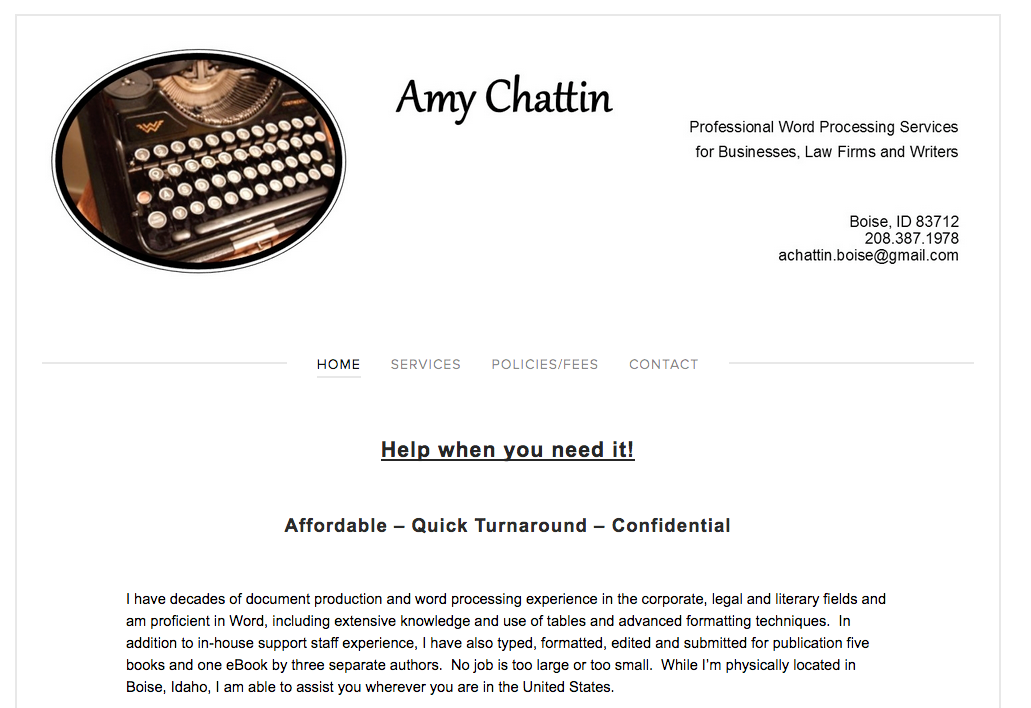 Amy Chattin
Professional Word Processing Services
for Businesses, Law Firms and Writers
Boise, ID 83712
208.387.1978
achattin.boise@gmail.com
HOME SERVICES POLICIES/FEES CONTACT
Help when you need it!
Affordable – Quick Turnaround – Confidential
I have decades of document production and word processing experience in the corporate, legal and literary fields and
am proficient in Word, including extensive knowledge and use of tables and advanced formatting techniques.  In
addition to in-house support staff experience, I have also typed, formatted, edited and submitted for publication five
books and one eBook by three separate authors.  No job is too large or too small.  While I’m physically located in
Boise, Idaho, I am able to assist you wherever you are in the United States.